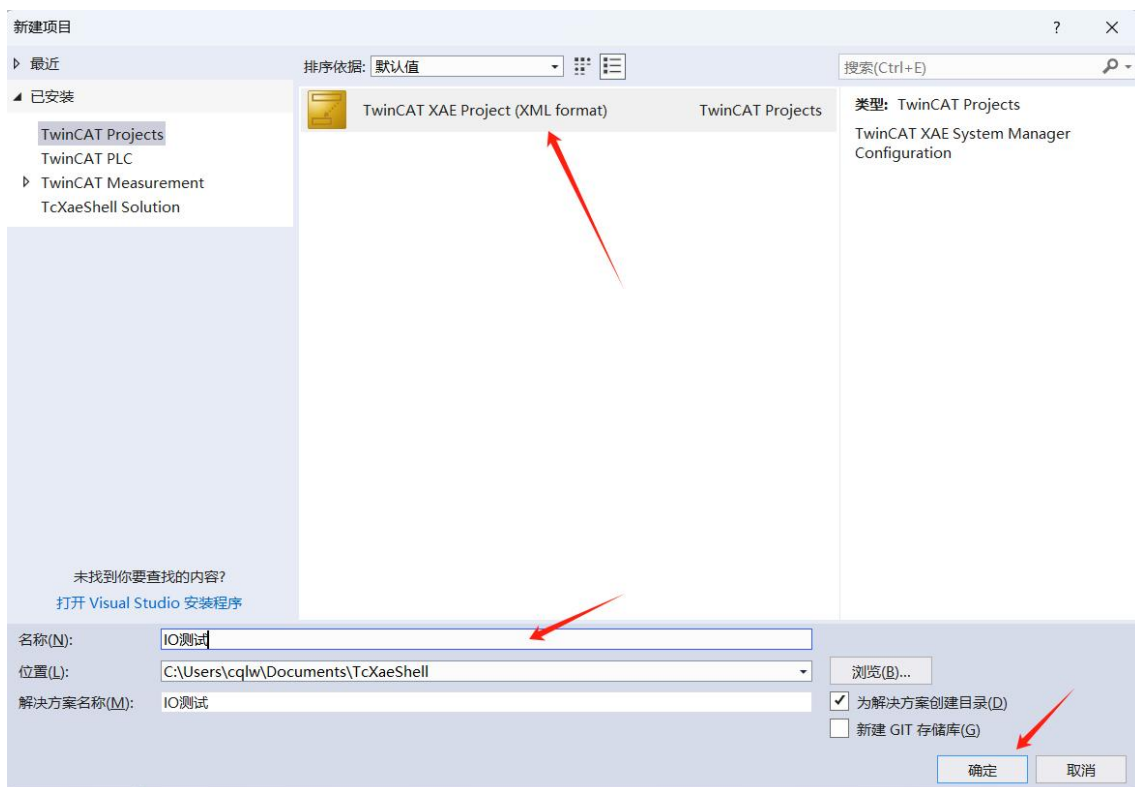 新建项目
?
最近
排序依据: 默认值
搜索(Ctrl+E)
已安装
TwinCAT Projects
TwinCAT PLC
TwinCAT Measurement
TcXaeShell Solution
TwinCAT XAE Project (XML format) TwinCAT Projects
类型: TwinCAT Projects
TwinCAT XAE System Manager
Configuration
未找到你要查找的内容?
打开 Visual Studio 安装程序
名称(N): IO测试
位置(L): C:\Users\cqlw\Documents\TcXaeShell 浏览(B)...
解决方案名称(M): IO测试
为解决方案创建目录(D)
新建 GIT 存储库(G)
确定 取消